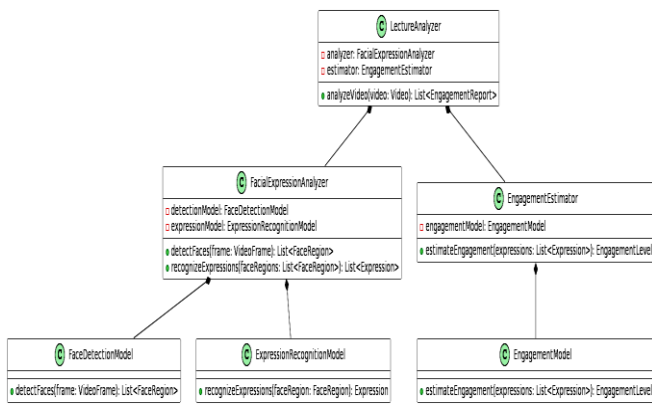 C LectureAnalyzer
analyzer: FacialExpressionAnalyzer
estimator: EngagementEstimator
analyzeVideo(video: Video): List<EngagementReport>
C FacialExpressionAnalyzer
detectionModel: FaceDetectionModel
expressionModel: ExpressionRecognitionModel
detectFaces(frame: VideoFrame): List<FaceRegion>
recognizeExpressions(faceRegions: List<FaceRegion>): List<Expression>
C EngagementEstimator
engagementModel: EngagementModel
estimateEngagement(expressions: List<Expression>): EngagementLevel
C FaceDetectionModel
detectFaces(frame: VideoFrame): List<FaceRegion>
C ExpressionRecognitionModel
recognizeExpressions(faceRegion: FaceRegion): Expression
C EngagementModel
estimateEngagement(expressions: List<Expression>): EngagementLevel